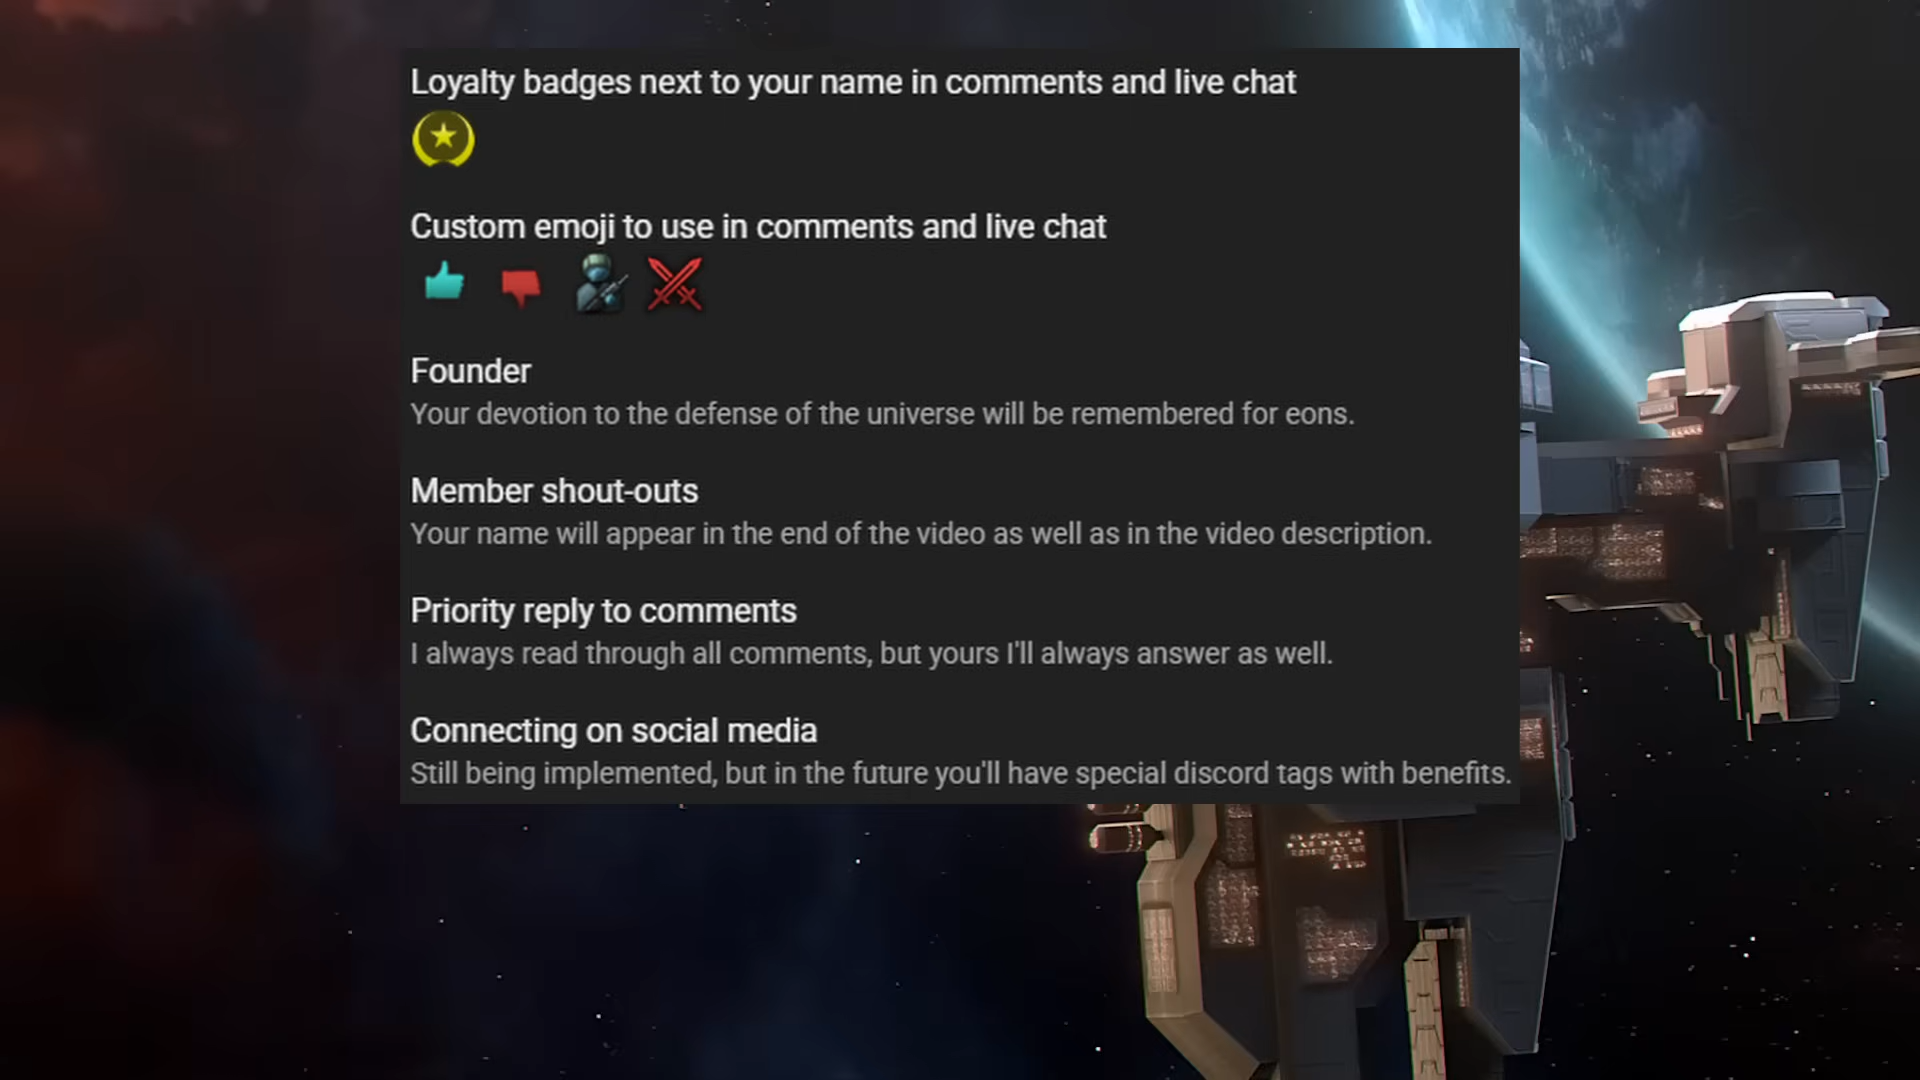 Loyalty badges next to your name in comments and live chat
Custom emoji to use in comments and live chat
Founder
Your devotion to the defense of the universe will be remembered for eons.
Member shout-outs
Your name will appear in the end of the video as well as in the video description.
Priority reply to comments
I always read through all comments, but yours I'll always answer as well.
Connecting on social media
Still being implemented, but in the future you'll have special discord tags with benefits.